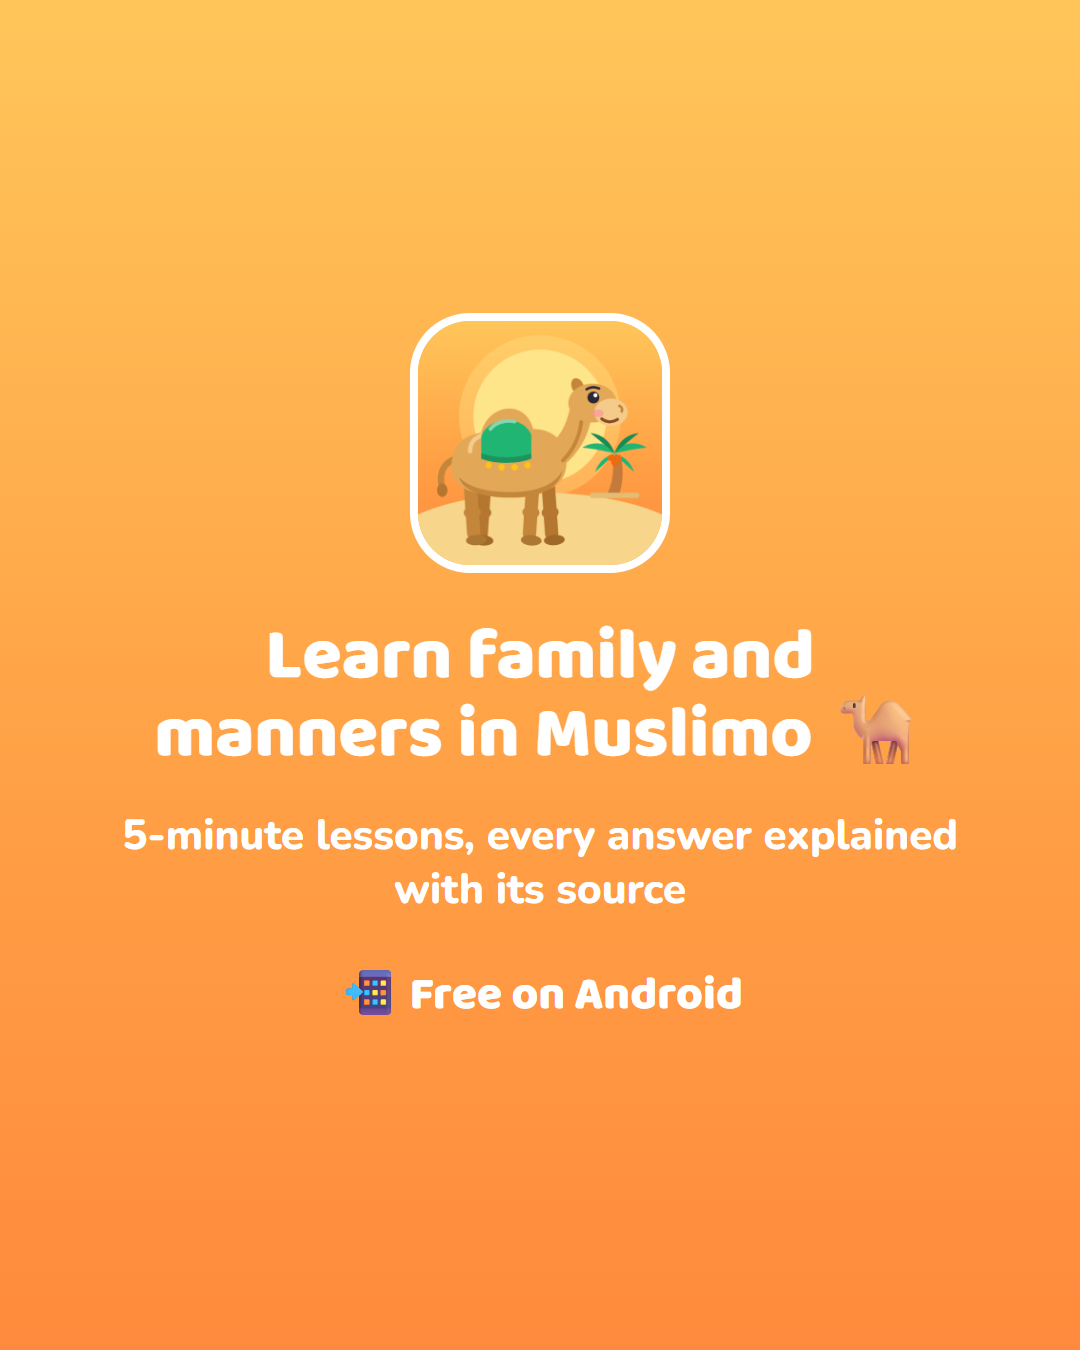 Learn family and
manners in Muslimo 🐪
5-minute lessons, every answer explained
with its source
📲 Free on Android